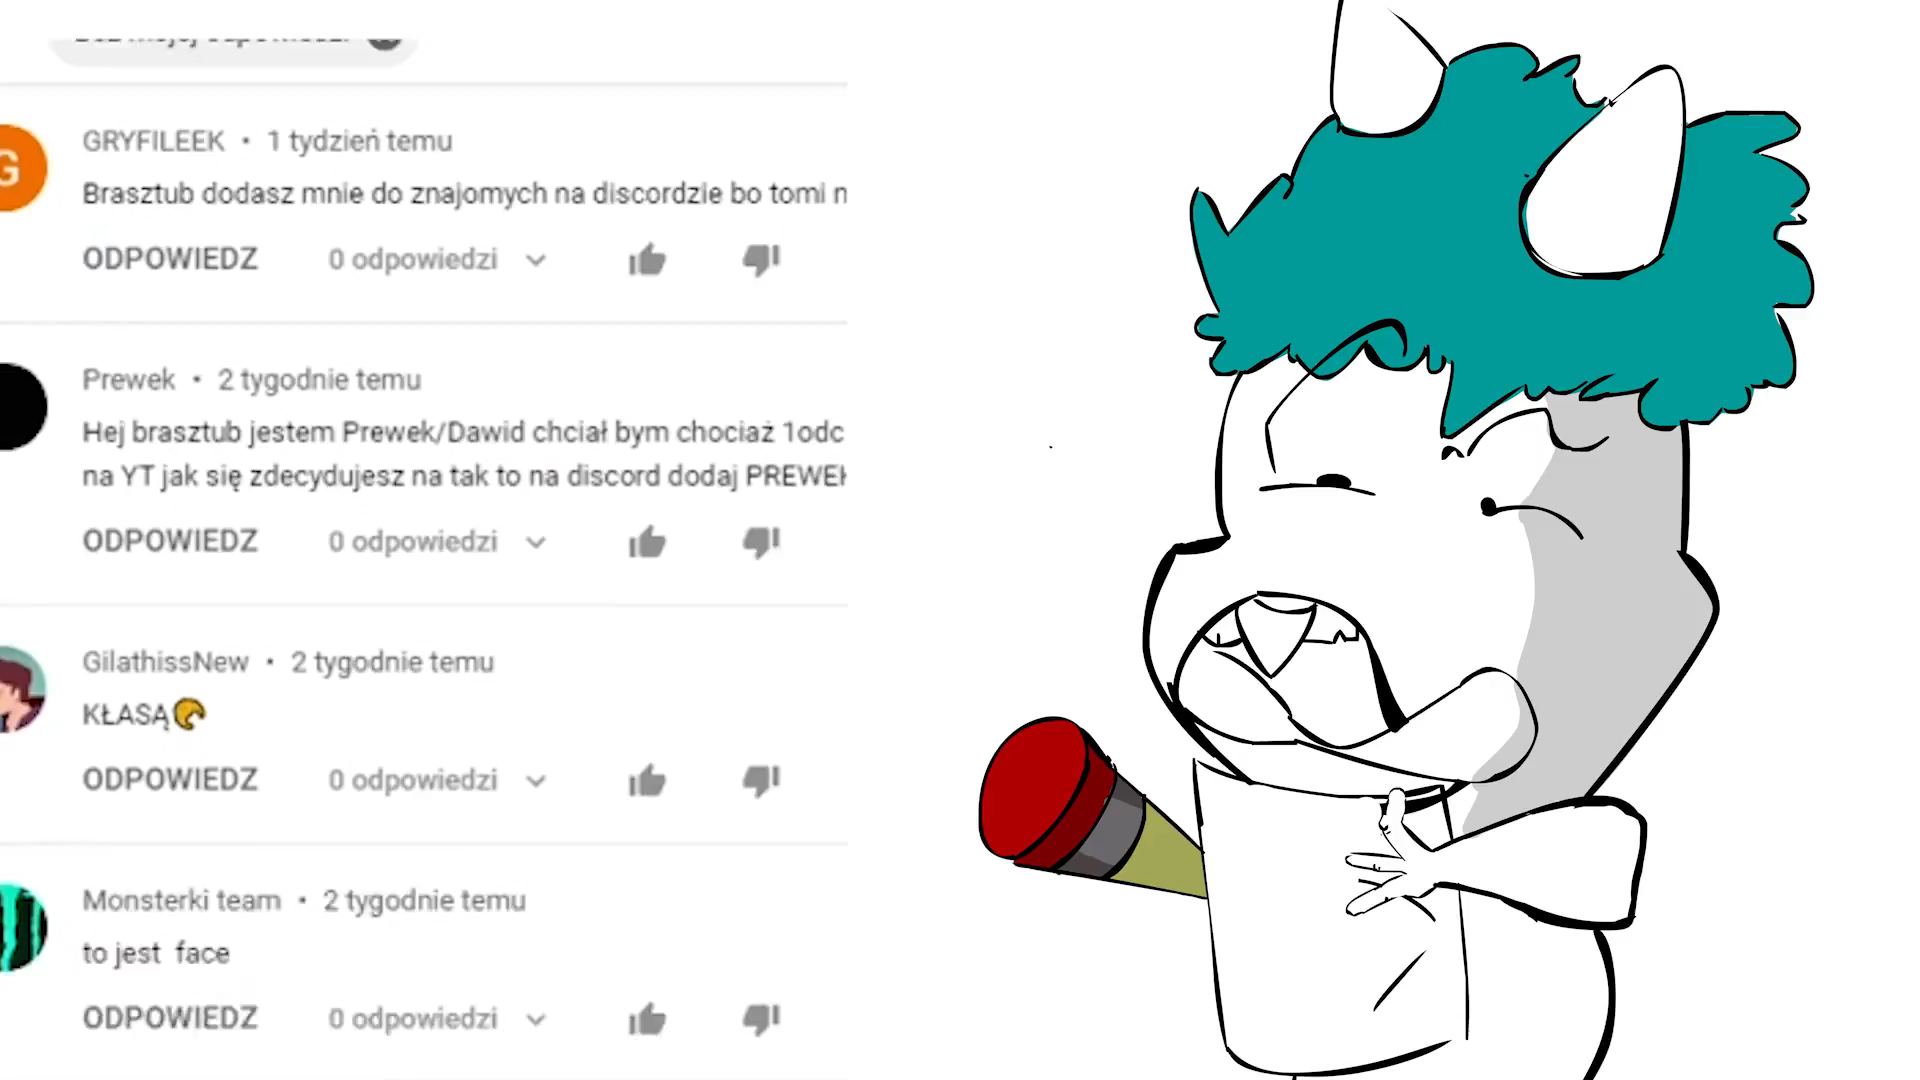 GRYFILEEK • 1 tydzień temu
Brasztub dodasz mnie do znajomych na discordzie bo tomi n
ODPOWIEDZ 0 odpowiedzi
Prewek • 2 tygodnie temu
Hej brasztub jestem Prewek/Dawid chciał bym chociaż 1odc
na YT jak się zdecydujesz na tak to na discord dodaj PREWEK
ODPOWIEDZ 0 odpowiedzi
GilathissNew • 2 tygodnie temu
KŁASĄ
ODPOWIEDZ 0 odpowiedzi
Monsterki team • 2 tygodnie temu
to jest face
ODPOWIEDZ 0 odpowiedzi
G